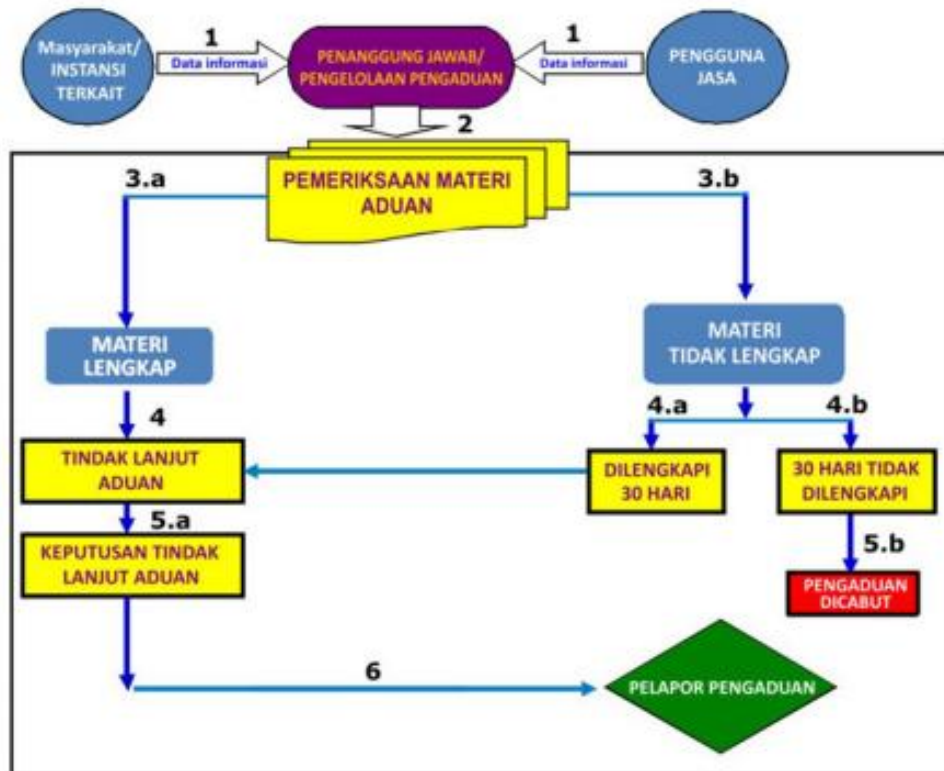 Masyarakat/
INSTANSI
TERKAIT
1
Data informasi
PENANGGUNG JAWAB/
PENGELOLAAN PENGADUAN
1
Data informasi
PENGGUNA
JASA
2
PEMERIKSAAN MATERI
ADUAN
3.a
3.b
MATERI
LENGKAP
MATERI
TIDAK LENGKAP
4
4.a
4.b
TINDAK LANJUT
ADUAN
DILENGKAPI
30 HARI
30 HARI TIDAK
DILENGKAPI
5.a
5.b
KEPUTUSAN TINDAK
LANJUT ADUAN
PENGADUAN
DICABUT
6
PELAPOR PENGADUAN